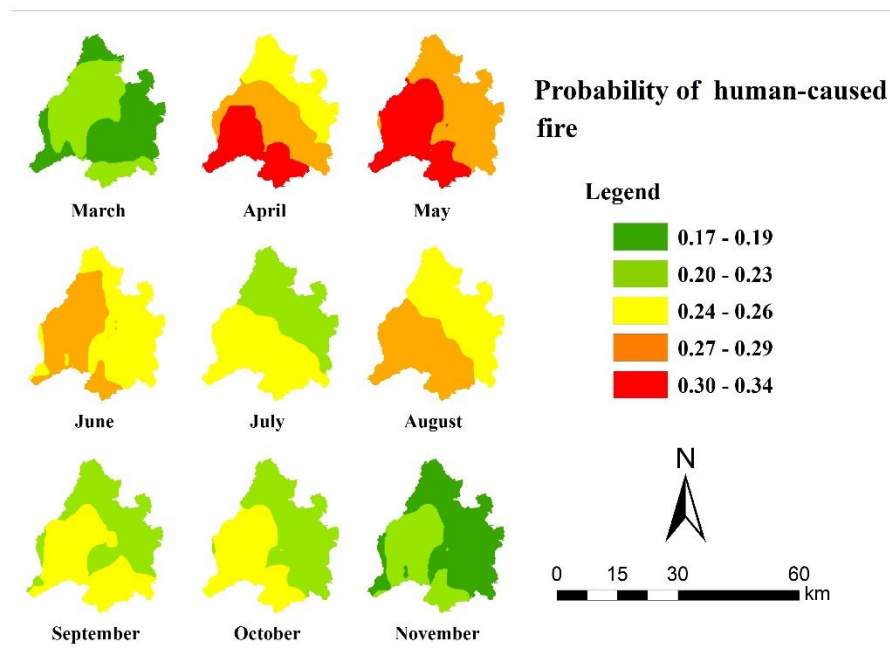 Probability of human-caused
fire
March
April
May
Legend
0.17 - 0.19
0.20 - 0.23
0.24 - 0.26
0.27 - 0.29
0.30 - 0.34
June
July
August
N
0 15 30 60
km
September
October
November